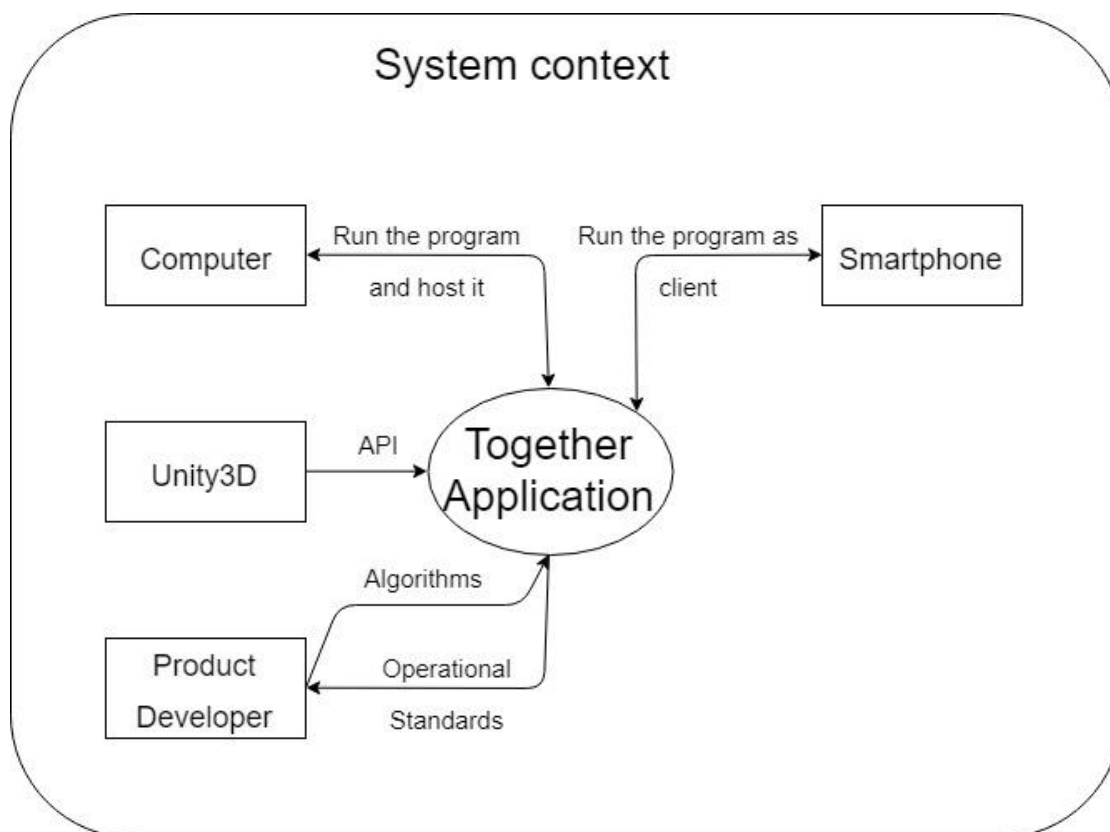 System context
Computer
Run the program
and host it
Run the program as
client
Smartphone
Unity3D
API
Together
Application
Algorithms
Product
Developer
Operational
Standards